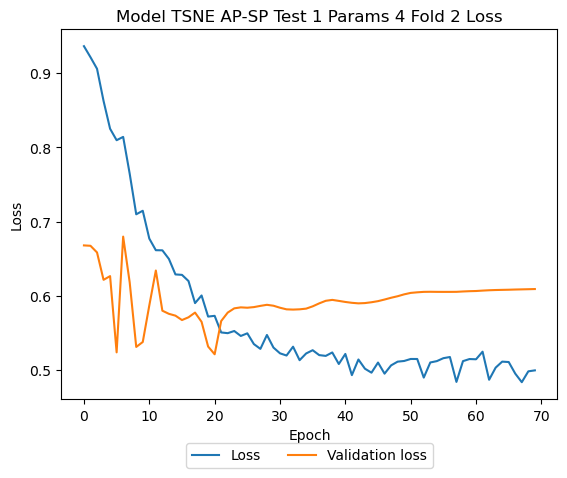 Model TSNE AP-SP Test 1 Params 4 Fold 2 Loss
Loss
0.9
0.8
0.7
0.6
0.5
0 10 20 30 40 50 60 70
Epoch
Loss Validation loss